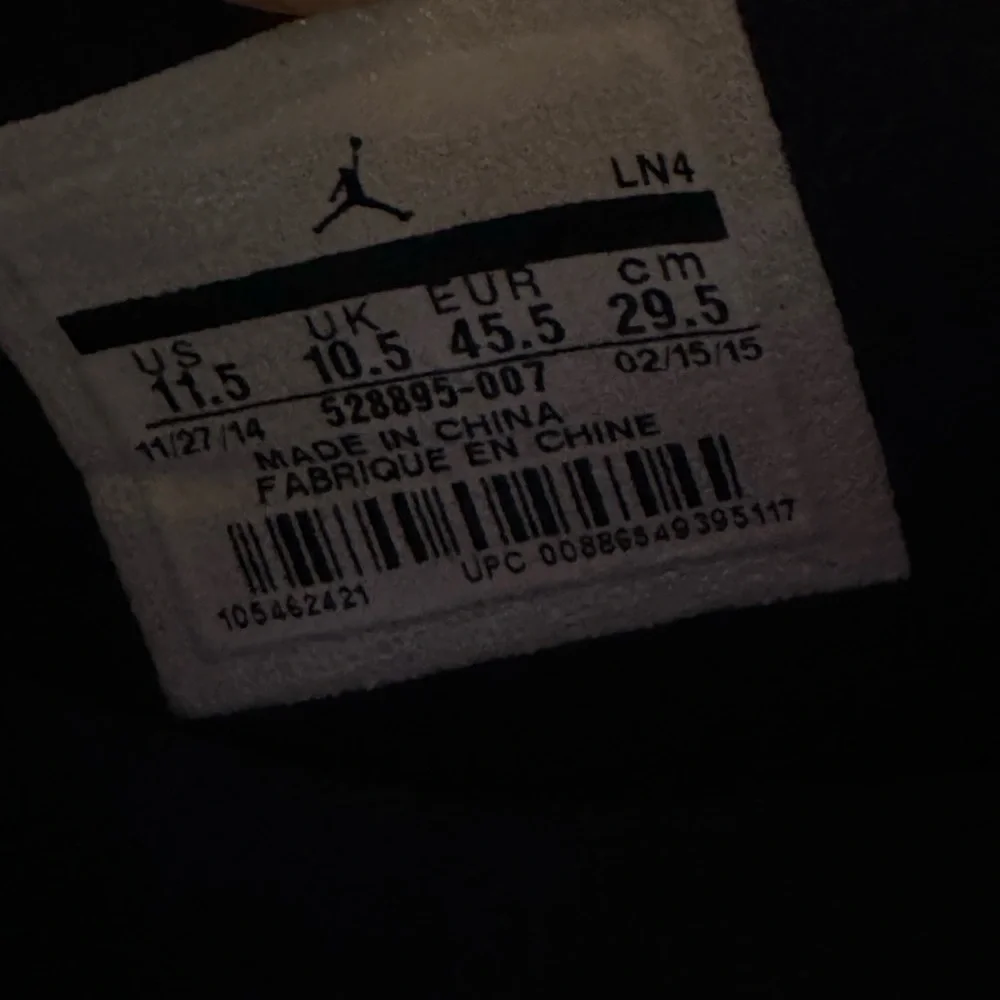 LN4
US UK EUR cm
11.5 10.5 45.5 29.5
11/27/14 528895-007 02/15/15
MADE IN CHINA
FABRIQUE EN CHINE
105462421 UPC 00886549395117